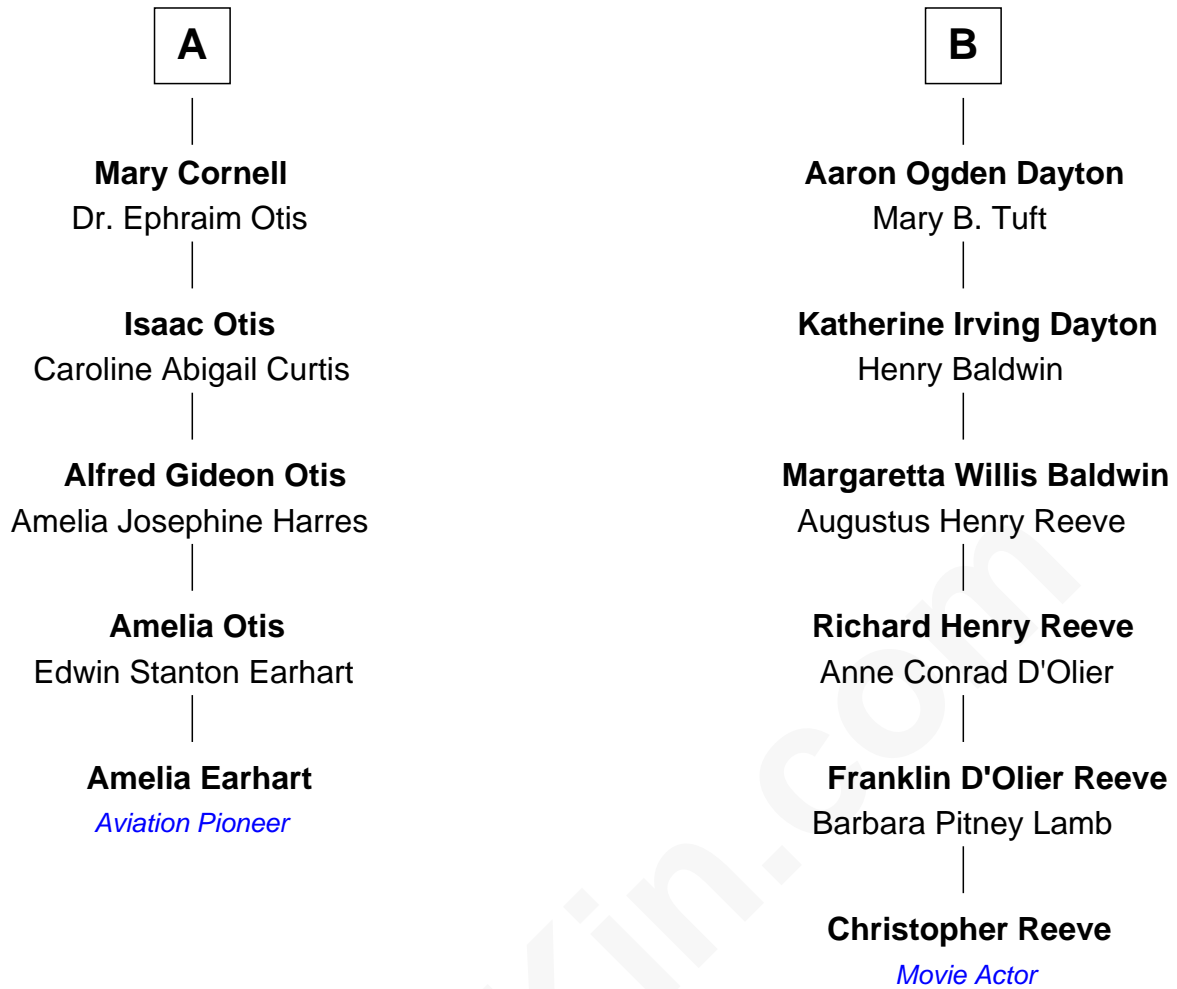 A
Mary Cornell
Dr. Ephraim Otis
Isaac Otis
Caroline Abigail Curtis
Alfred Gideon Otis
Amelia Josephine Harres
Amelia Otis
Edwin Stanton Earhart
Amelia Earhart
Aviation Pioneer
B
Aaron Ogden Dayton
Mary B. Tuft
Katherine Irving Dayton
Henry Baldwin
Margaretta Willis Baldwin
Augustus Henry Reeve
Richard Henry Reeve
Anne Conrad D'Olier
Franklin D'Olier Reeve
Barbara Pitney Lamb
Christopher Reeve
Movie Actor